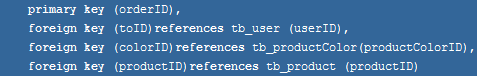 primary key (orderID),
foreign key (toID)references tb_user (userID),
foreign key (colorID)references tb_productColor(productColorID),
foreign key (productID)references tb_product (productID)